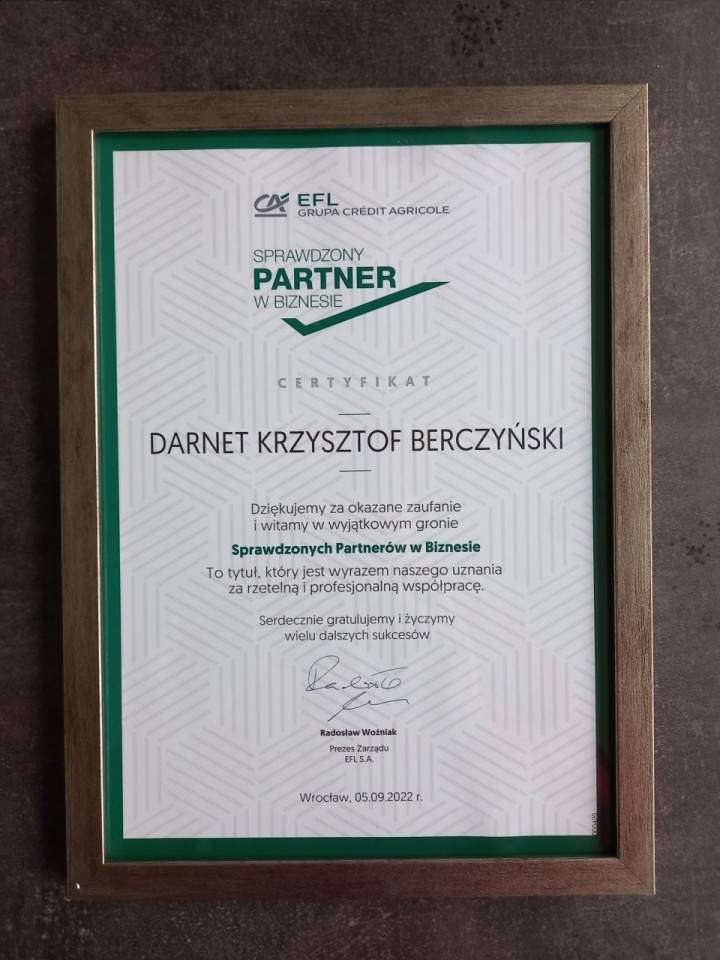 EFL
GRUPA CRÉDIT AGRICOLE
SPRAWDZONY
PARTNER
W BIZNESIE
CERTYFIKAT
DARNET KRZYSZTOF BERCZYŃSKI
Dziękujemy za okazane zaufanie
i witamy w wyjątkowym gronie
Sprawdzonych Partnerów w Biznesie
To tytuł, który jest wyrazem naszego uznania
za rzetelną i profesjonalną współpracę.
Serdecznie gratulujemy i życzymy
wielu dalszych sukcesów
Radosław Woźniak
Prezes Zarządu
EFL S.A.
Wrocław, 05.09.2022 r.